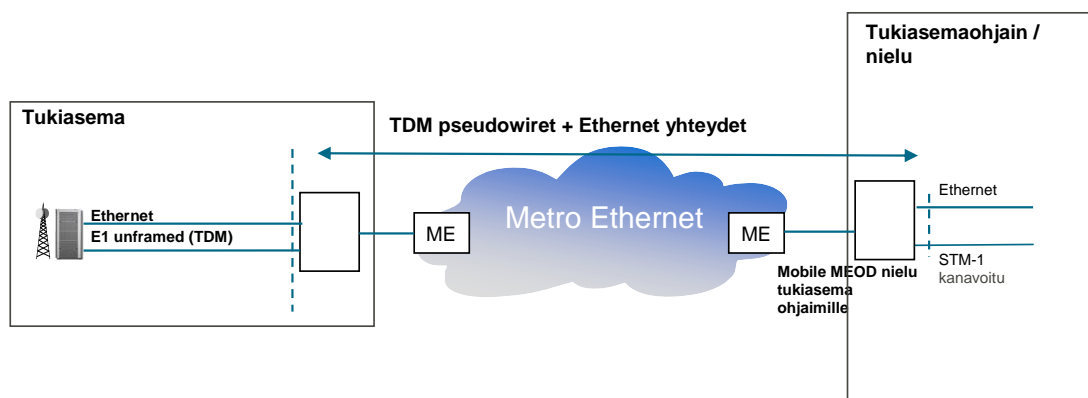 Tukiasemaohjain /
nielu
Tukiasema
TDM pseudowiret + Ethernet yhteydet
Ethernet
E1 unframed (TDM)
ME
Metro Ethernet
ME
Mobile MEOD nielu
tukiasema
ohjaimille
Ethernet
STM-1
kanavoitu